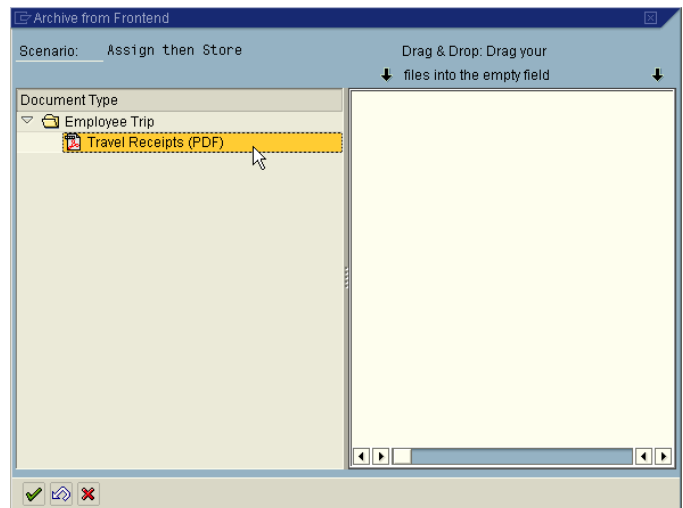 Archive from Frontend
Scenario: Assign then Store
Drag & Drop: Drag your
files into the empty field
Document Type
Employee Trip
Travel Receipts (PDF)